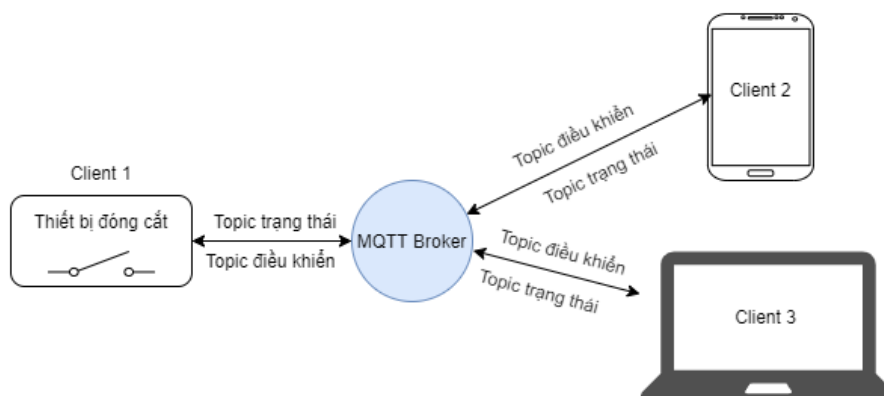 Client 1
Thiết bị đóng cắt
Topic trạng thái
Topic điều khiển
MQTT Broker
Topic điều khiển
Topic trạng thái
Client 2
Topic điều khiển
Topic trạng thái
Client 3